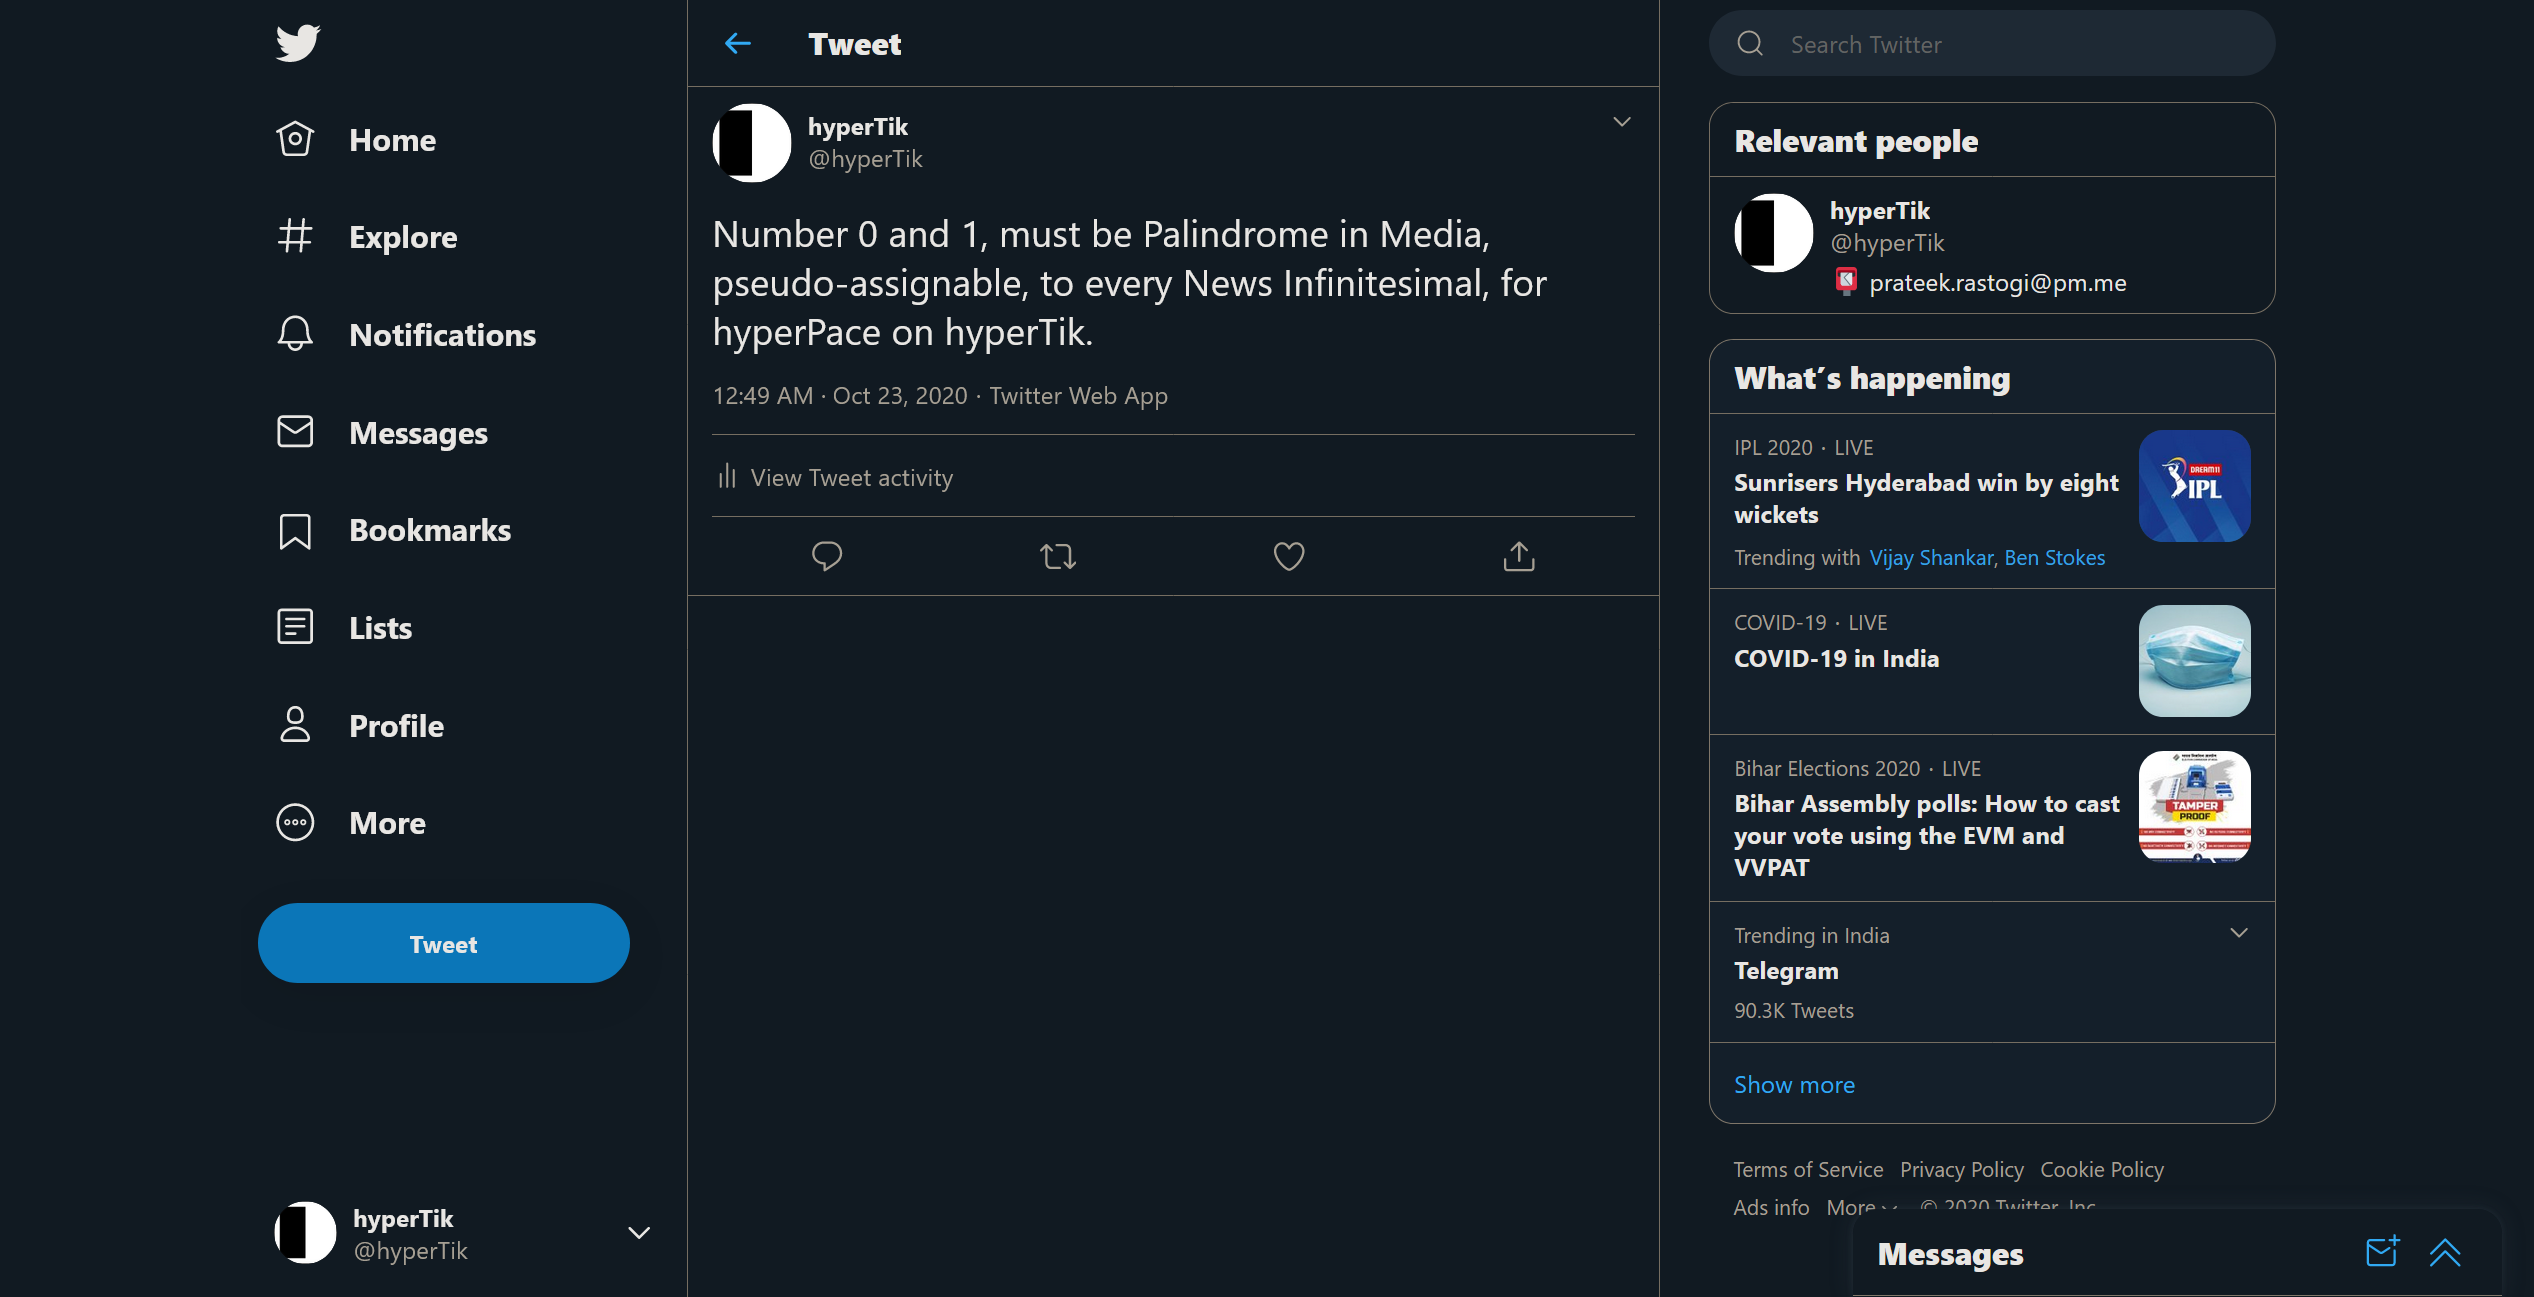 Home
Explore
Notifications
Messages
Bookmarks
Lists
Profile
More
Tweet
hyperTik
@hyperTik
Tweet
hyperTik
@hyperTik
Number 0 and 1, must be Palindrome in Media,
pseudo-assignable, to every News Infinitesimal, for
hyperPace on hyperTik.
12:49 AM · Oct 23, 2020 · Twitter Web App
View Tweet activity
Search Twitter
Relevant people
hyperTik
@hyperTik
prateek.rastogi@pm.me
What's happening
IPL 2020 · LIVE
Sunrisers Hyderabad win by eight
wickets
Trending with Vijay Shankar, Ben Stokes
DREAM11
IPL
COVID-19 · LIVE
COVID-19 in India
Bihar Elections 2020 · LIVE
Bihar Assembly polls: How to cast
your vote using the EVM and
VVPAT
TAMPER
PROOF
Trending in India
Telegram
90.3K Tweets
Show more
Terms of Service Privacy Policy Cookie Policy
Ads info More © 2020 Twitter, Inc.
Messages